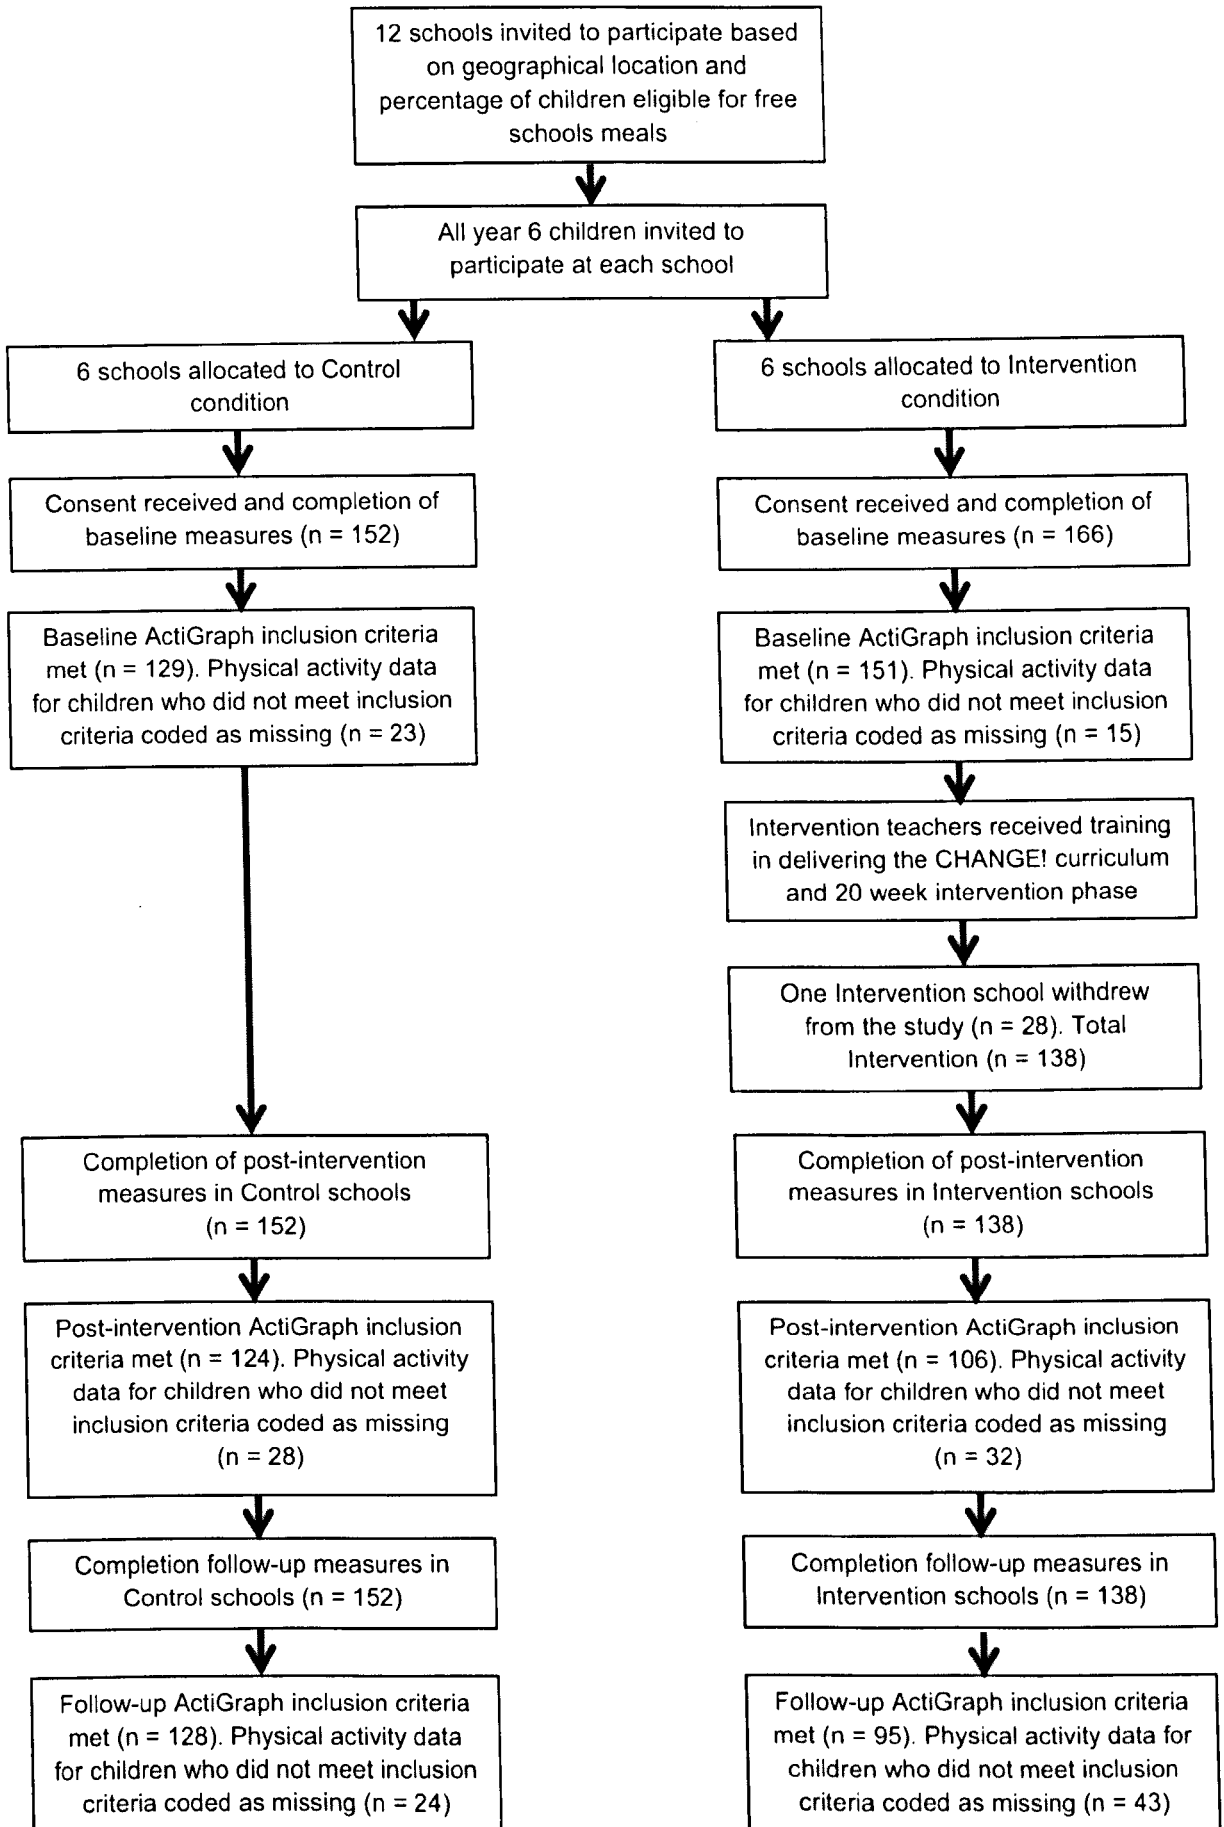 12 schools invited to participate based
on geographical location and
percentage of children eligible for free
schools meals
All year 6 children invited to
participate at each school
6 schools allocated to Control
condition
6 schools allocated to Intervention
condition
Consent received and completion of
baseline measures (n = 152)
Consent received and completion of
baseline measures (n = 166)
Baseline ActiGraph inclusion criteria
met (n = 129). Physical activity data
for children who did not meet inclusion
criteria coded as missing (n = 23)
Baseline ActiGraph inclusion criteria
met (n = 151). Physical activity data
for children who did not meet inclusion
criteria coded as missing (n = 15)
Intervention teachers received training
in delivering the CHANGE! curriculum
and 20 week intervention phase
One Intervention school withdrew
from the study (n = 28). Total
Intervention (n = 138)
Completion of post-intervention
measures in Control schools
(n = 152)
Completion of post-intervention
measures in Intervention schools
(n = 138)
Post-intervention ActiGraph inclusion
criteria met (n = 124). Physical activity
data for children who did not meet
inclusion criteria coded as missing
(n = 28)
Post-intervention ActiGraph inclusion
criteria met (n = 106). Physical activity
data for children who did not meet
inclusion criteria coded as missing
(n = 32)
Completion follow-up measures in
Control schools (n = 152)
Completion follow-up measures in
Intervention schools (n = 138)
Follow-up ActiGraph inclusion criteria
met (n = 128). Physical activity data
for children who did not meet inclusion
criteria coded as missing (n = 24)
Follow-up ActiGraph inclusion criteria
met (n = 95). Physical activity data for
children who did not meet inclusion
criteria coded as missing (n = 43)